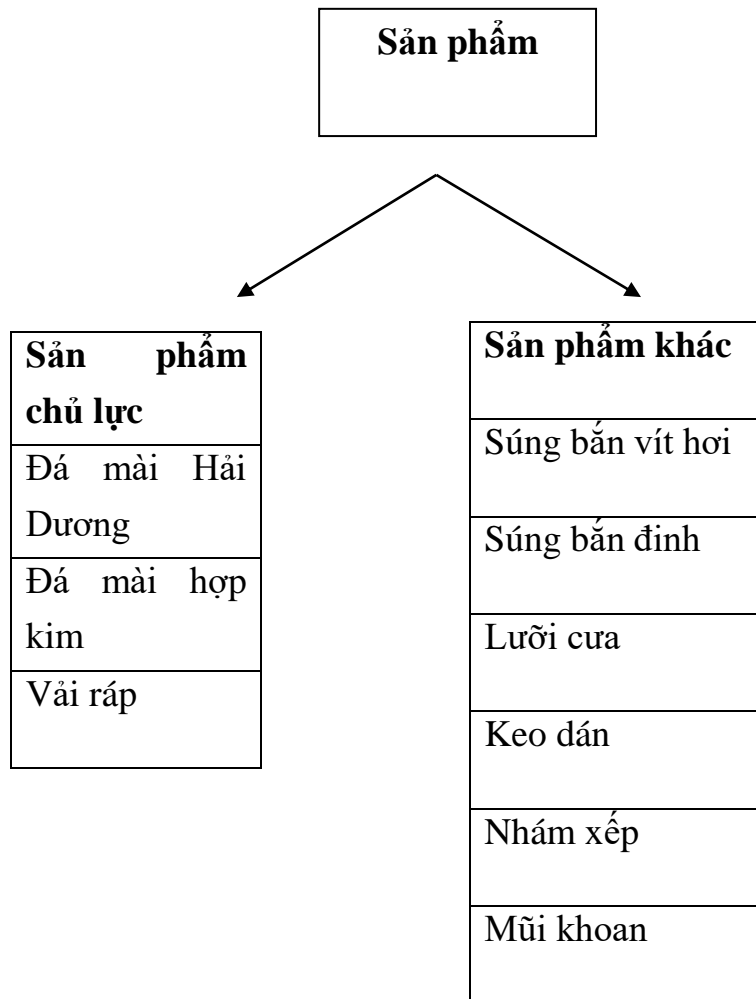 Sản phẩm
Sản phẩm
chủ lực
Đá mài Hải
Dương
Đá mài hợp
kim
Vải ráp
Sản phẩm khác
Súng bắn vít hơi
Súng bắn đinh
Lưỡi cưa
Keo dán
Nhám xếp
Mũi khoan